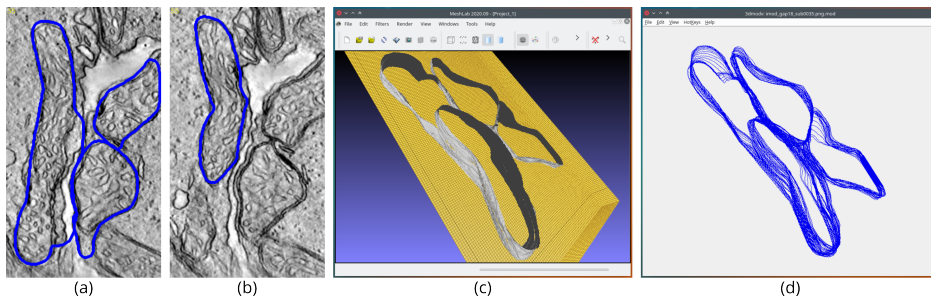 MeshLab 2020.09 - [Project_1]
File Edit Filters Render View Windows Tools Help
3dmodv imod_gap18_sub0035.png.mod
File Edit View HotKeys Help
(a) (b) (c) (d)